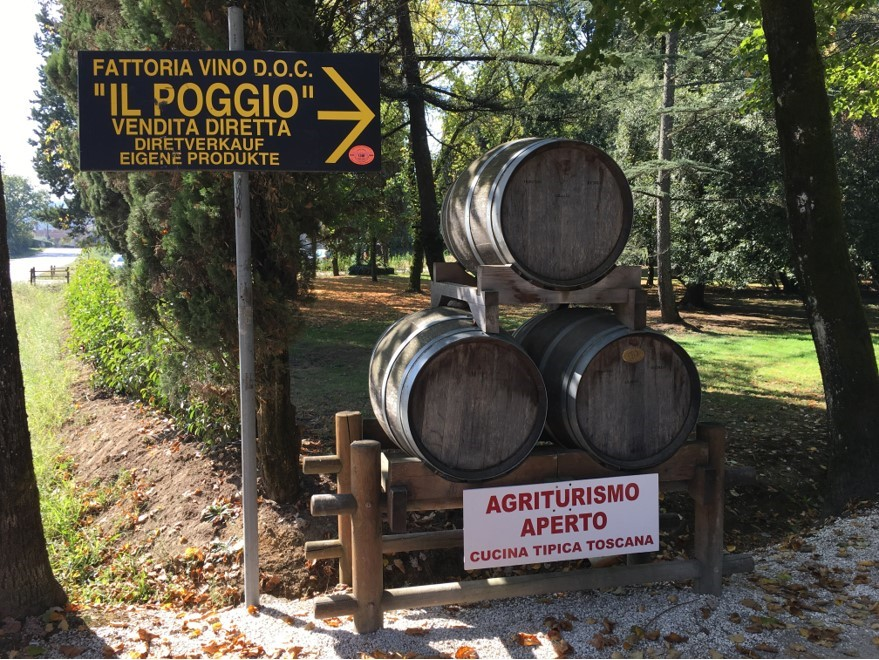 FATTORIA VINO D.O.C.
"IL POGGIO"
VENDITA DIRETTA
DIRETVERKAUF
EIGENE PRODUKTE
AGRITURISMO
APERTO
CUCINA TIPICA TOSCANA